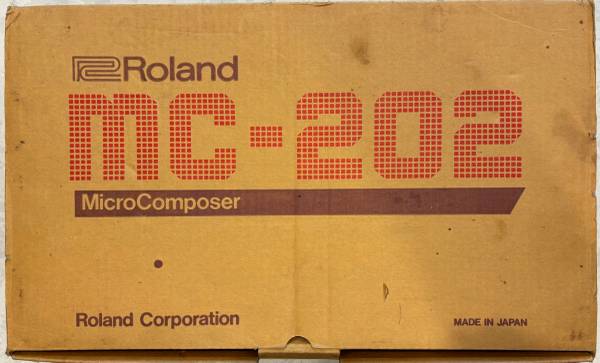 Roland
MC-202
MicroComposer
Roland Corporation
MADE IN JAPAN